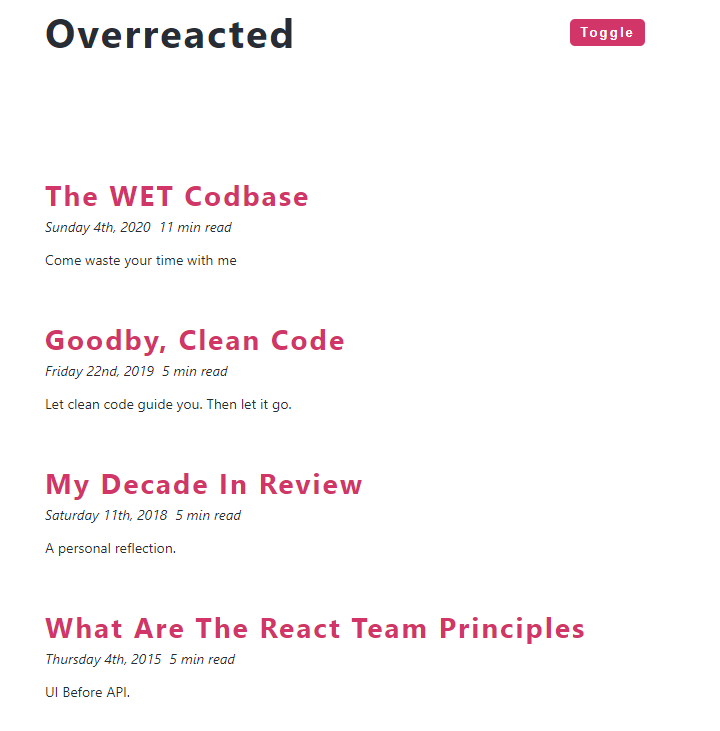 Overreacted
Toggle
The WET Codbase
Sunday 4th, 2020 11 min read
Come waste your time with me
Goodby, Clean Code
Friday 22nd, 2019 5 min read
Let clean code guide you. Then let it go.
My Decade In Review
Saturday 11th, 2018 5 min read
A personal reflection.
What Are The React Team Principles
Thursday 4th, 2015 5 min read
UI Before API.